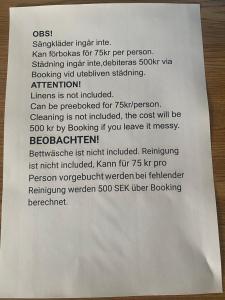 OBS!
Sängkläder ingår inte.
Kan förbokas för 75kr per person.
Städning ingår inte,debiteras 500kr via
Booking vid utebliven städning.
ATTENTION!
Linens is not included.
Can be preeboked for 75kr/person.
Cleaning is not included, the cost will be
500 kr by Booking if you leave it messy.
BEOBACHTEN!
Bettwäsche ist nicht included. Reinigung
ist nicht included, Kann für 75 kr pro
Person vorgebucht werden bei fehlender
Reinigung werden 500 SEK über Booking
berechnet.